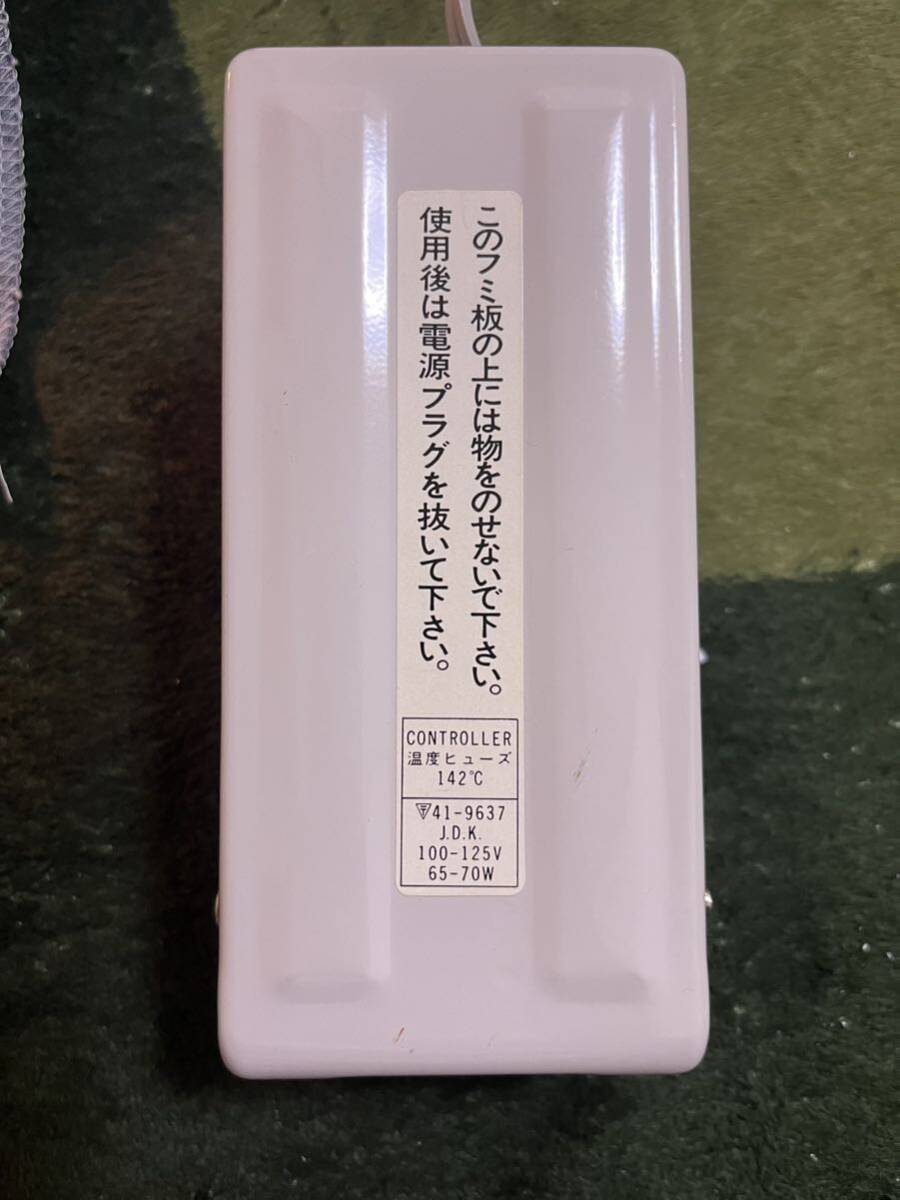 このフミ板の上には物をのせないで下さい。
使用後は電源プラグを抜いて下さい。
CONTROLLER
温度ヒューズ
142℃
41-9637
J.D.K.
100-125V
65-70W